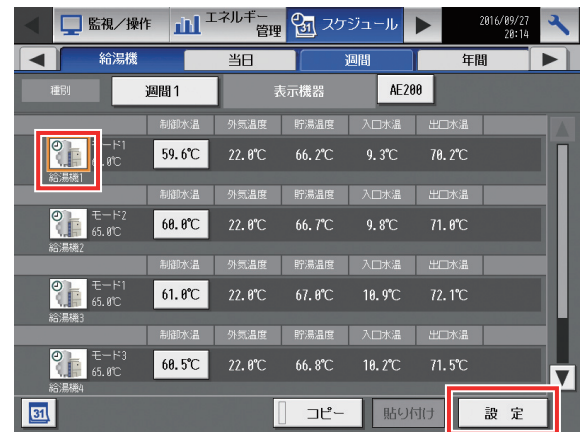 監視／操作 エネルギー管理 31 スケジュール 2016/09/27 20:14
給湯機 当日 週間 年間
種別 週間1 表示機器 AE200
制御水温 外気温度 貯湯温度 入口水温 出口水温
モード1 59.6℃ 22.0℃ 66.2℃ 9.3℃ 70.2℃
給湯機1
制御水温 外気温度 貯湯温度 入口水温 出口水温
モード2 65.0℃ 60.0℃ 22.0℃ 66.7℃ 9.8℃ 71.0℃
給湯機2
制御水温 外気温度 貯湯温度 入口水温 出口水温
モード1 65.0℃ 61.0℃ 22.0℃ 67.0℃ 10.9℃ 72.1℃
給湯機3
制御水温 外気温度 貯湯温度 入口水温 出口水温
モード3 65.0℃ 60.5℃ 22.0℃ 66.8℃ 10.2℃ 71.5℃
給湯機4
31 コピー 貼り付け 設定